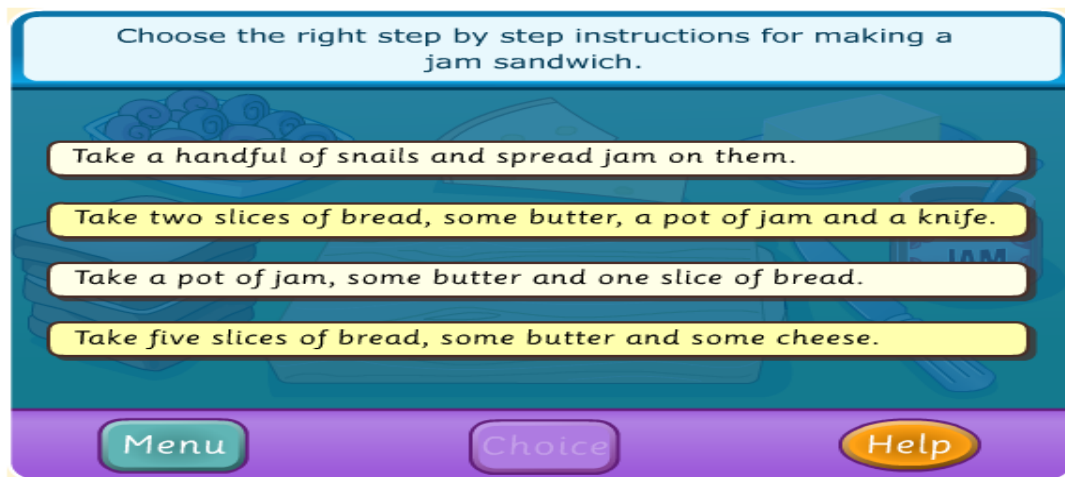 Choose the right step by step instructions for making a
jam sandwich.
Take a handful of snails and spread jam on them.
Take two slices of bread, some butter, a pot of jam and a knife.
Take a pot of jam, some butter and one slice of bread.
JAM
Take five slices of bread, some butter and some cheese.
Menu
Choice
Help